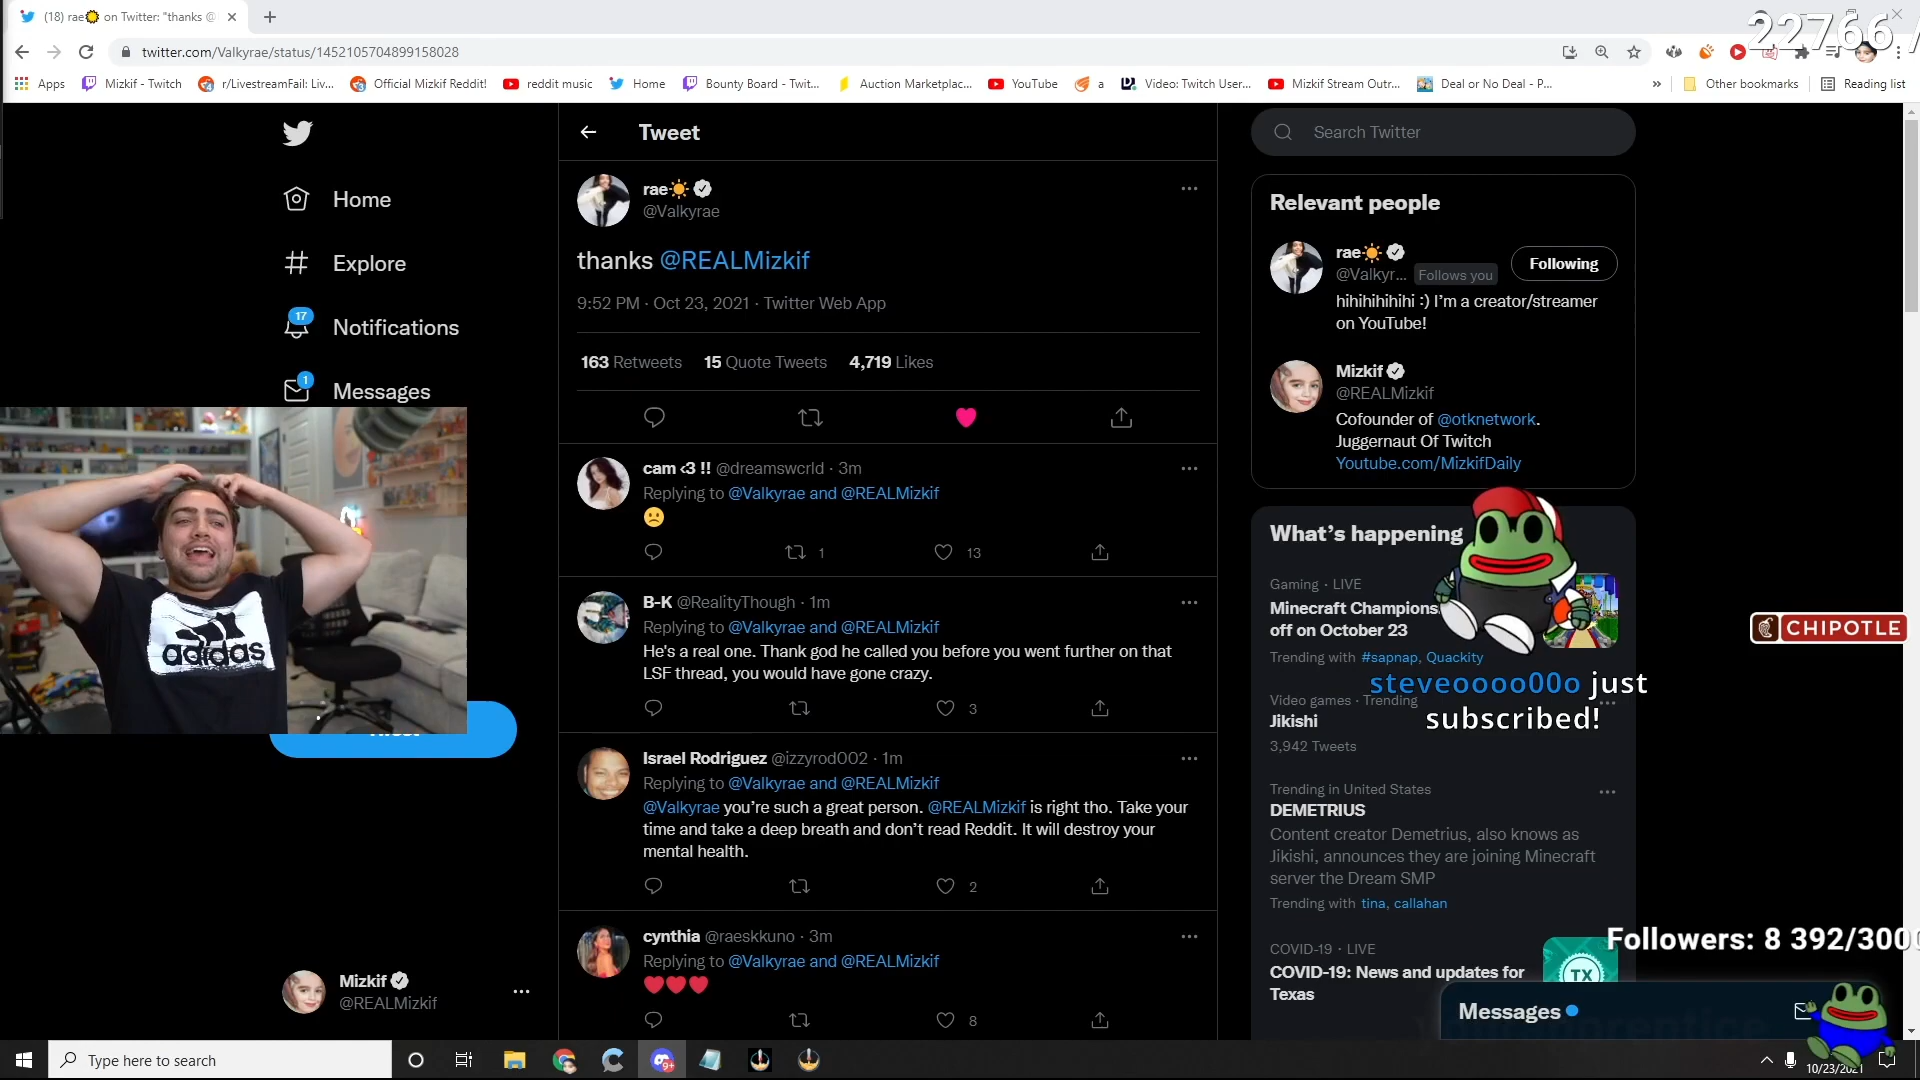 (18) rae on Twitter: "thanks @
22766 /
twitter.com/Valkyrae/status/1452105704899158028
Apps
Mizkif - Twitch
r/LivestreamFail: Liv...
Official Mizkif Reddit!
reddit music
Home
Bounty Board - Twit...
Auction Marketplac...
YouTube
a
Video: Twitch User...
Mizkif Stream Outr...
Deal or No Deal - P...
»
Other bookmarks
Reading list
Home
Explore
17
Notifications
1
Messages
adidas
Mizkif
@REALMizkif
Tweet
rae☀
@Valkyrae
thanks @REALMizkif
9:52 PM · Oct 23, 2021 · Twitter Web App
163 Retweets 15 Quote Tweets 4,719 Likes
cam <3 !! @dreamswcrld · 3m
Replying to @Valkyrae and @REALMizkif
🙁
1 13
B-K @RealityThough · 1m
Replying to @Valkyrae and @REALMizkif
He's a real one. Thank god he called you before you went further on that
LSF thread, you would have gone crazy.
3
Israel Rodriguez @izzyrod002 · 1m
Replying to @Valkyrae and @REALMizkif
@Valkyrae you're such a great person. @REALMizkif is right tho. Take your
time and take a deep breath and don't read Reddit. It will destroy your
mental health.
2
cynthia @raeskkuno · 3m
Replying to @Valkyrae and @REALMizkif
❤❤❤
8
Search Twitter
Relevant people
rae☀
@Valkyr... Follows you
Following
hihihihihihi :) I'm a creator/streamer
on YouTube!
Mizkif
@REALMizkif
Cofounder of @otknetwork.
Juggernaut Of Twitch
Youtube.com/MizkifDaily
What's happening
Gaming · LIVE
Minecraft Champions
off on October 23
Trending with #sapnap, Quackity
steveoooo00o just
subscribed!
Video games · Trending
Jikishi
3,942 Tweets
Trending in United States
DEMETRIUS
Content creator Demetrius, also knows as
Jikishi, announces they are joining Minecraft
server the Dream SMP
Trending with tina, callahan
COVID-19 · LIVE
COVID-19: News and updates for
Texas
TX
Messages
CHIPOTLE
Followers: 8 392/3000
Type here to search
9+
10/23/2021